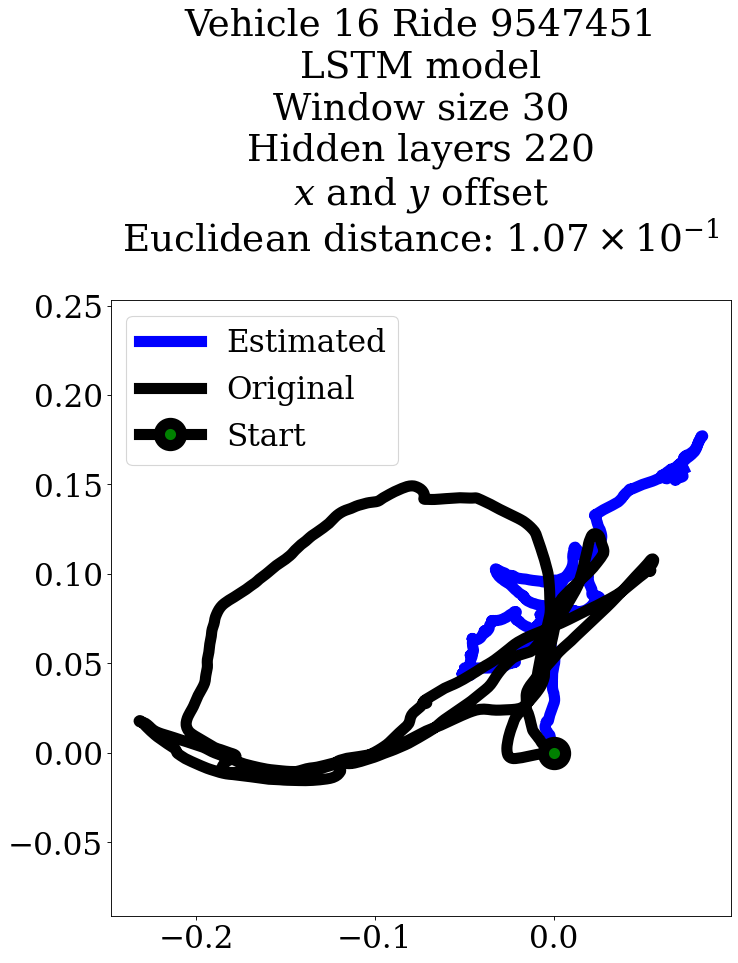 Vehicle 16 Ride 9547451
LSTM model
Window size 30
Hidden layers 220
x and y offset
Euclidean distance: 1.07 × 10⁻¹
0.25
Estimated
0.20
Original
Start
0.15
0.10
0.05
0.00
−0.05
−0.2 −0.1 0.0